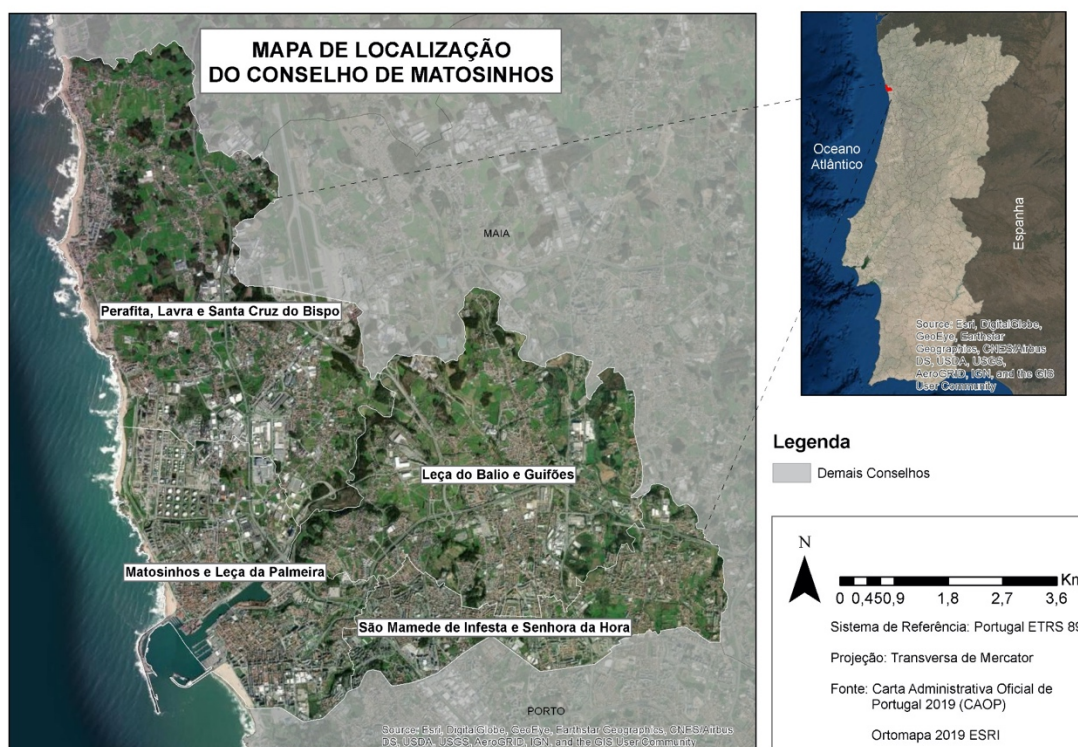 MAPA DE LOCALIZAÇÃO
DO CONSELHO DE MATOSINHOS
MAIA
Perafita, Lavra e Santa Cruz do Bispo
Leça do Balio e Guifões
Matosinhos e Leça da Palmeira
São Mamede de Infesta e Senhora da Hora
PORTO
Source: Esri, DigitalGlobe, GeoEye, Earthstar Geographics, CNES/Airbus
DS, USDA, USGS, AeroGRID, IGN, and the GIS User Community
Oceano
Atlântico
Espanha
Source: Esri, DigitalGlobe,
GeoEye, Earthstar
Geographics, CNES/Airbus
DS, USDA, USGS,
AeroGRID, IGN, and the GIS
User Community
Legenda
Demais Conselhos
N
Km
0 0,450,9 1,8 2,7 3,6
Sistema de Referência: Portugal ETRS 89
Projeção: Transversa de Mercator
Fonte: Carta Administrativa Oficial de
Portugal 2019 (CAOP)
Ortomapa 2019 ESRI